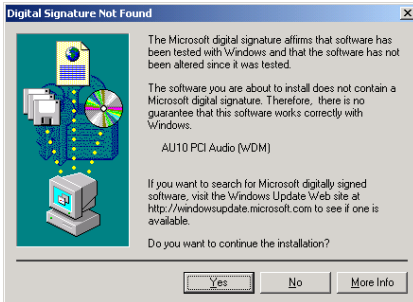 Digital Signature Not Found
The Microsoft digital signature affirms that software has
been tested with Windows and that the software has not
been altered since it was tested.
The software you are about to install does not contain a
Microsoft digital signature. Therefore, there is no
guarantee that this software works correctly with
Windows.
AU10 PCI Audio (WDM)
If you want to search for Microsoft digitally signed
software, visit the Windows Update Web site at
http://windowsupdate.microsoft.com to see if one is
available.
Do you want to continue the installation?
Yes No More Info